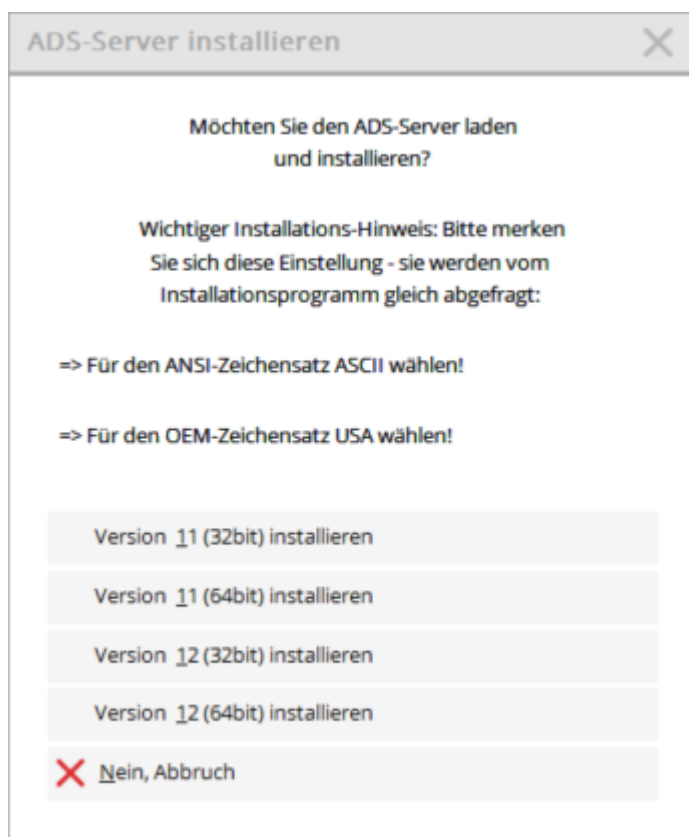 ADS-Server installieren
Möchten Sie den ADS-Server laden
und installieren?
Wichtiger Installations-Hinweis: Bitte merken
Sie sich diese Einstellung - sie werden vom
Installationsprogramm gleich abgefragt:
=> Für den ANSI-Zeichensatz ASCII wählen!
=> Für den OEM-Zeichensatz USA wählen!
Version 11 (32bit) installieren
Version 11 (64bit) installieren
Version 12 (32bit) installieren
Version 12 (64bit) installieren
Nein, Abbruch